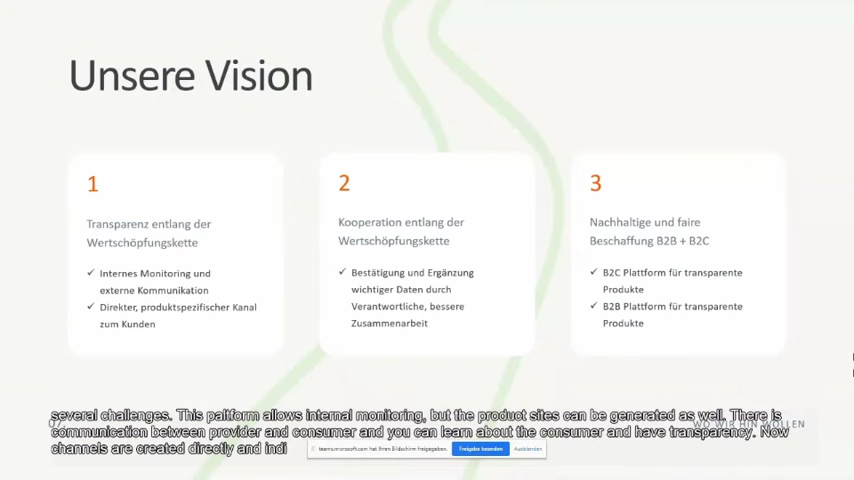 Unsere Vision
1
Transparenz entlang der
Wertschöpfungskette
✓ Internes Monitoring und
externe Kommunikation
✓ Direkter, produktspezifischer Kanal
zum Kunden
2
Kooperation entlang der
Wertschöpfungskette
✓ Bestätigung und Ergänzung
wichtiger Daten durch
Verantwortliche, bessere
Zusammenarbeit
3
Nachhaltige und faire
Beschaffung B2B + B2C
✓ B2C Plattform für transparente
Produkte
✓ B2B Plattform für transparente
Produkte
several challenges. This paltform allows internal monitoring, but the product sites can be generated as well. There is
communication between provider and consumer and you can learn about the consumer and have transparency. Now
channels are created directly and indi
WO WIR HIN WOLLEN
teams.microsoft.com hat Ihren Bildschirm freigegeben.
Freigabe beenden
Ausblenden